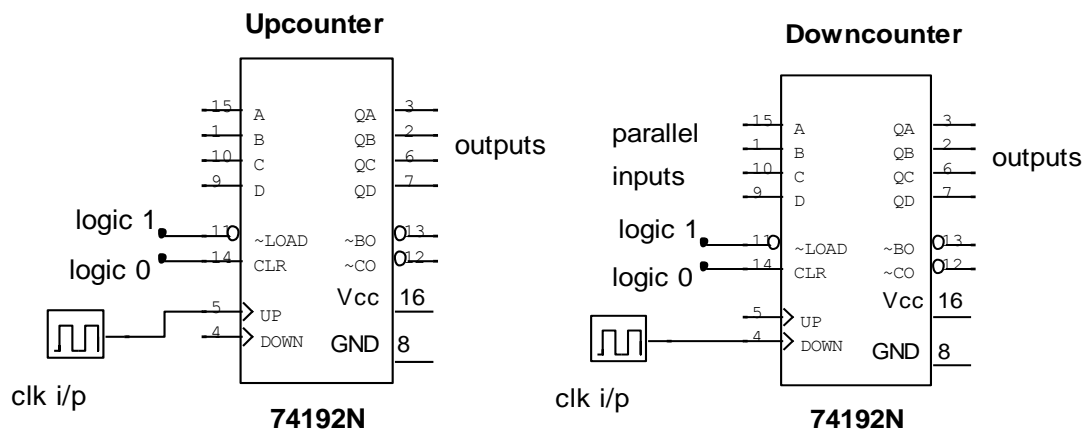 Upcounter
15 A QA 3
1 B QB 2
10 C QC 6
9 D QD 7
outputs
logic 1
11 ~LOAD ~BO 13
logic 0
14 CLR ~CO 12
Vcc 16
5 UP
4 DOWN
GND 8
clk i/p
74192N
Downcounter
parallel
inputs
15 A QA 3
1 B QB 2
10 C QC 6
9 D QD 7
outputs
logic 1
11 ~LOAD ~BO 13
logic 0
14 CLR ~CO 12
Vcc 16
5 UP
4 DOWN
GND 8
clk i/p
74192N